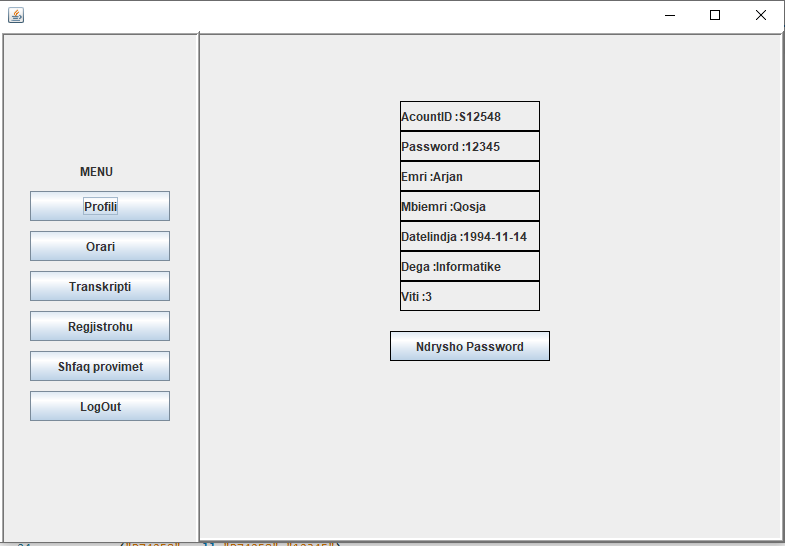 MENU
Profili
Orari
Transkripti
Regjistrohu
Shfaq provimet
LogOut
AcountID :S12548
Password :12345
Emri :Arjan
Mbiemri :Qosja
Datelindja :1994-11-14
Dega :Informatike
Viti :3
Ndrysho Password